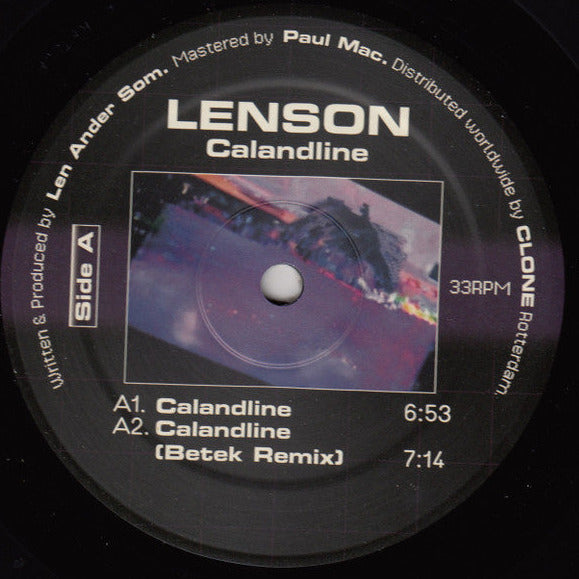 Written & Produced by Len Ander Som. Mastered by Paul Mac. Distributed worldwide by CLONE Rotterdam.
LENSON
Calandline
Side A
33RPM
A1. Calandline 6:53
A2. Calandline
(Betek Remix) 7:14